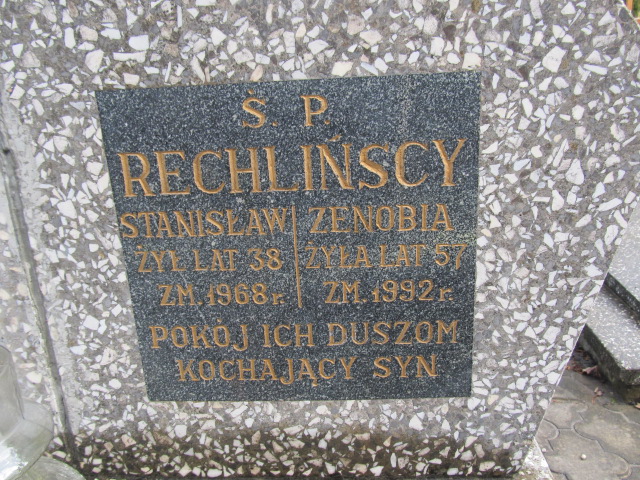 Ś. P.
RECHLIŃSCY
STANISŁAW ZENOBIA
ŻYŁ LAT 38 ŻYŁA LAT 57
ZM. 1968 r. ZM. 1992 r.
POKÓJ ICH DUSZOM
KOCHAJĄCY SYN